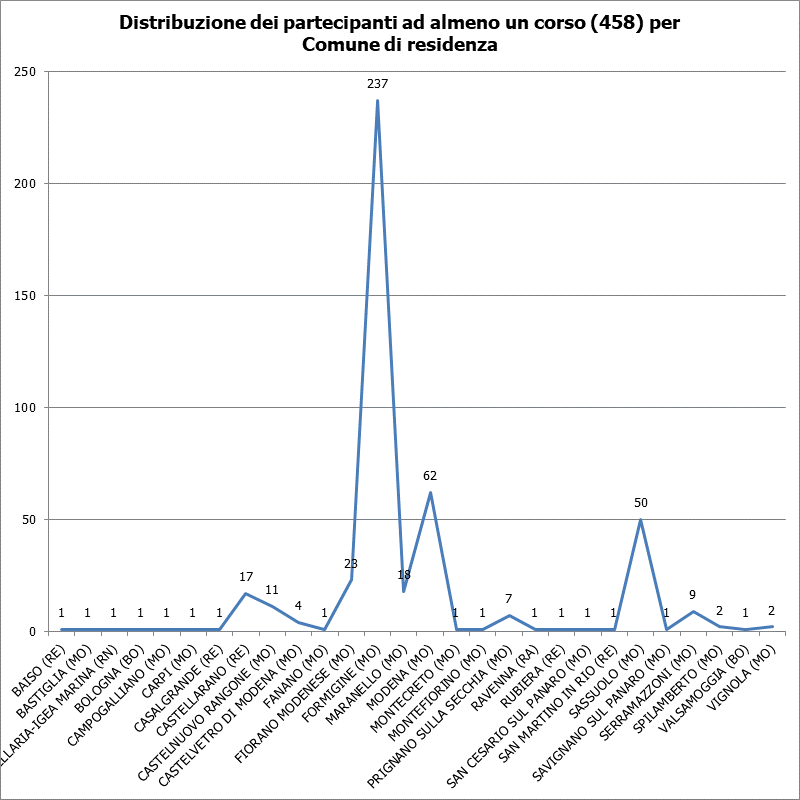 Distribuzione dei partecipanti ad almeno un corso (458) per
Comune di residenza
250
200
150
100
50
0
1
1
1
1
1
1
1
17
11
4
1
23
237
18
62
1
1
7
1
1
1
1
50
1
9
2
1
2
BAISO (RE)
BASTIGLIA (MO)
LLARIA-IGEA MARINA (RN)
BOLOGNA (BO)
CAMPOGALLIANO (MO)
CARPI (MO)
CASALGRANDE (RE)
CASTELLARANO (RE)
CASTELNUOVO RANGONE (MO)
CASTELVETRO DI MODENA (MO)
FANANO (MO)
FIORANO MODENESE (MO)
FORMIGINE (MO)
MARANELLO (MO)
MODENA (MO)
MONTECRETO (MO)
MONTEFIORINO (MO)
PRIGNANO SULLA SECCHIA (MO)
RAVENNA (RA)
RUBIERA (RE)
SAN CESARIO SUL PANARO (MO)
SAN MARTINO IN RIO (RE)
SASSUOLO (MO)
SAVIGNANO SUL PANARO (MO)
SERRAMAZZONI (MO)
SPILAMBERTO (MO)
VALSAMOGGIA (BO)
VIGNOLA (MO)